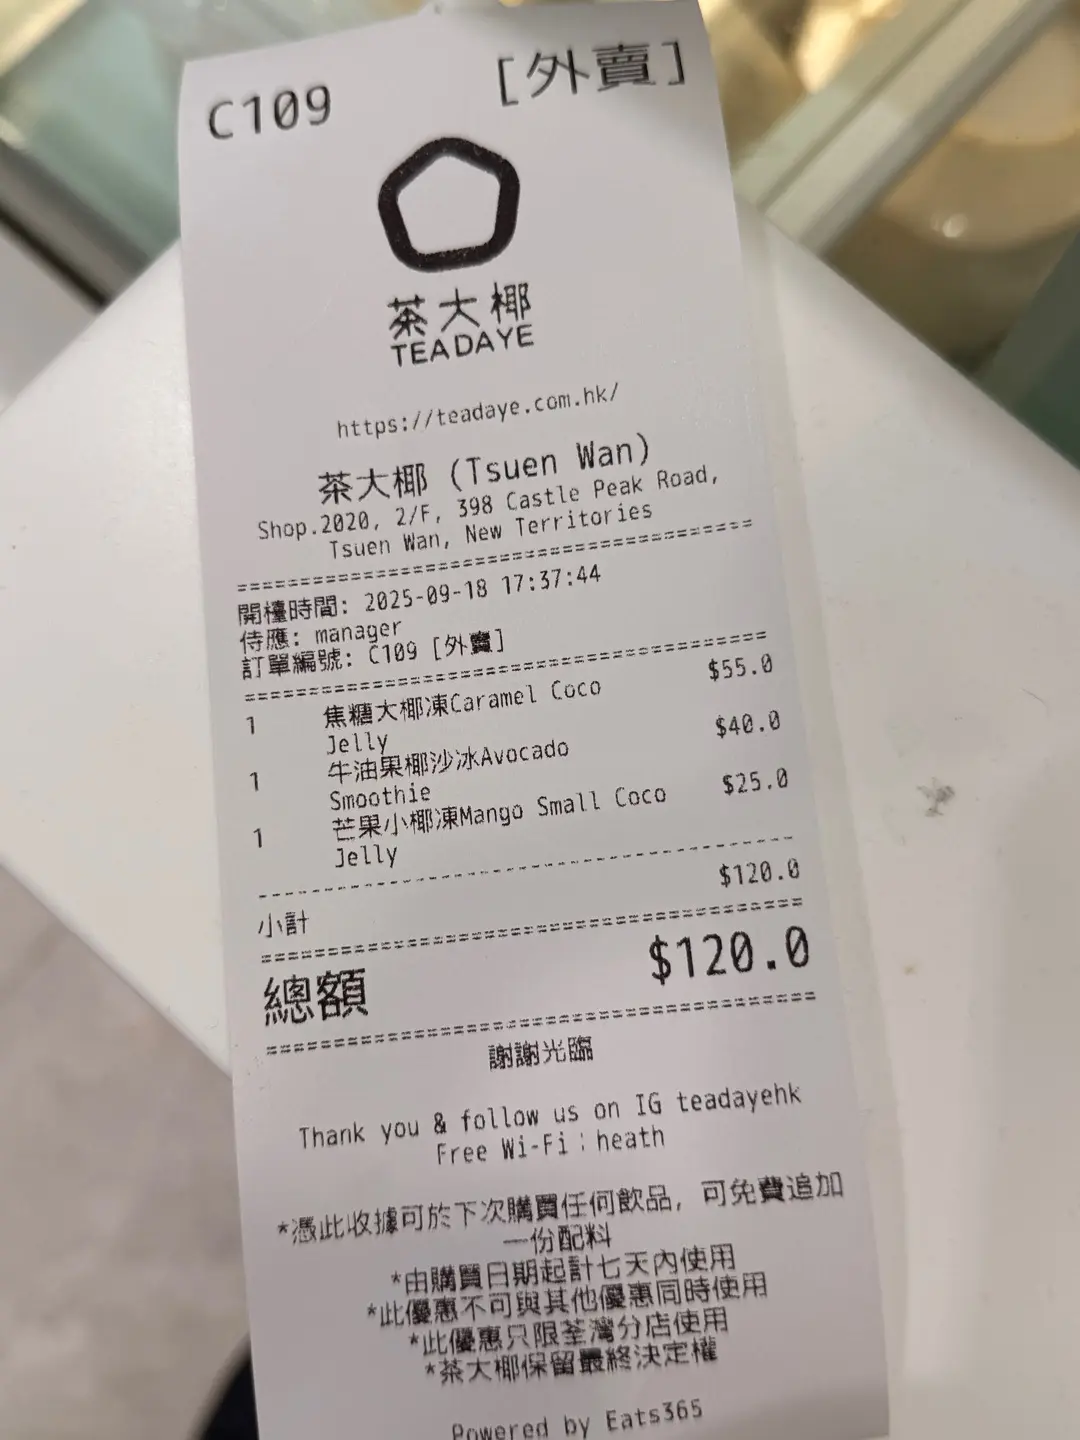 C109 [外賣]
茶大椰
TEADAYE
https://teadaye.com.hk/
茶大椰 (Tsuen Wan)
Shop.2020, 2/F, 398 Castle Peak Road,
Tsuen Wan, New Territories
================================================
開檯時間: 2025-09-18 17:37:44
侍應: manager
訂單編號: C109 [外賣]
================================================
1 焦糖大椰凍Caramel Coco $55.0
Jelly
1 牛油果椰沙冰Avocado $40.0
Smoothie
1 芒果小椰凍Mango Small Coco $25.0
Jelly
------------------------------------------------
小計 $120.0
================================================
總額 $120.0
================================================
謝謝光臨
Thank you & follow us on IG teadayehk
Free Wi-Fi：heath
*憑此收據可於下次購買任何飲品, 可免費追加
一份配料
*由購買日期起計七天內使用
*此優惠不可與其他優惠同時使用
*此優惠只限荃灣分店使用
*茶大椰保留最終決定權
Powered by Eats365